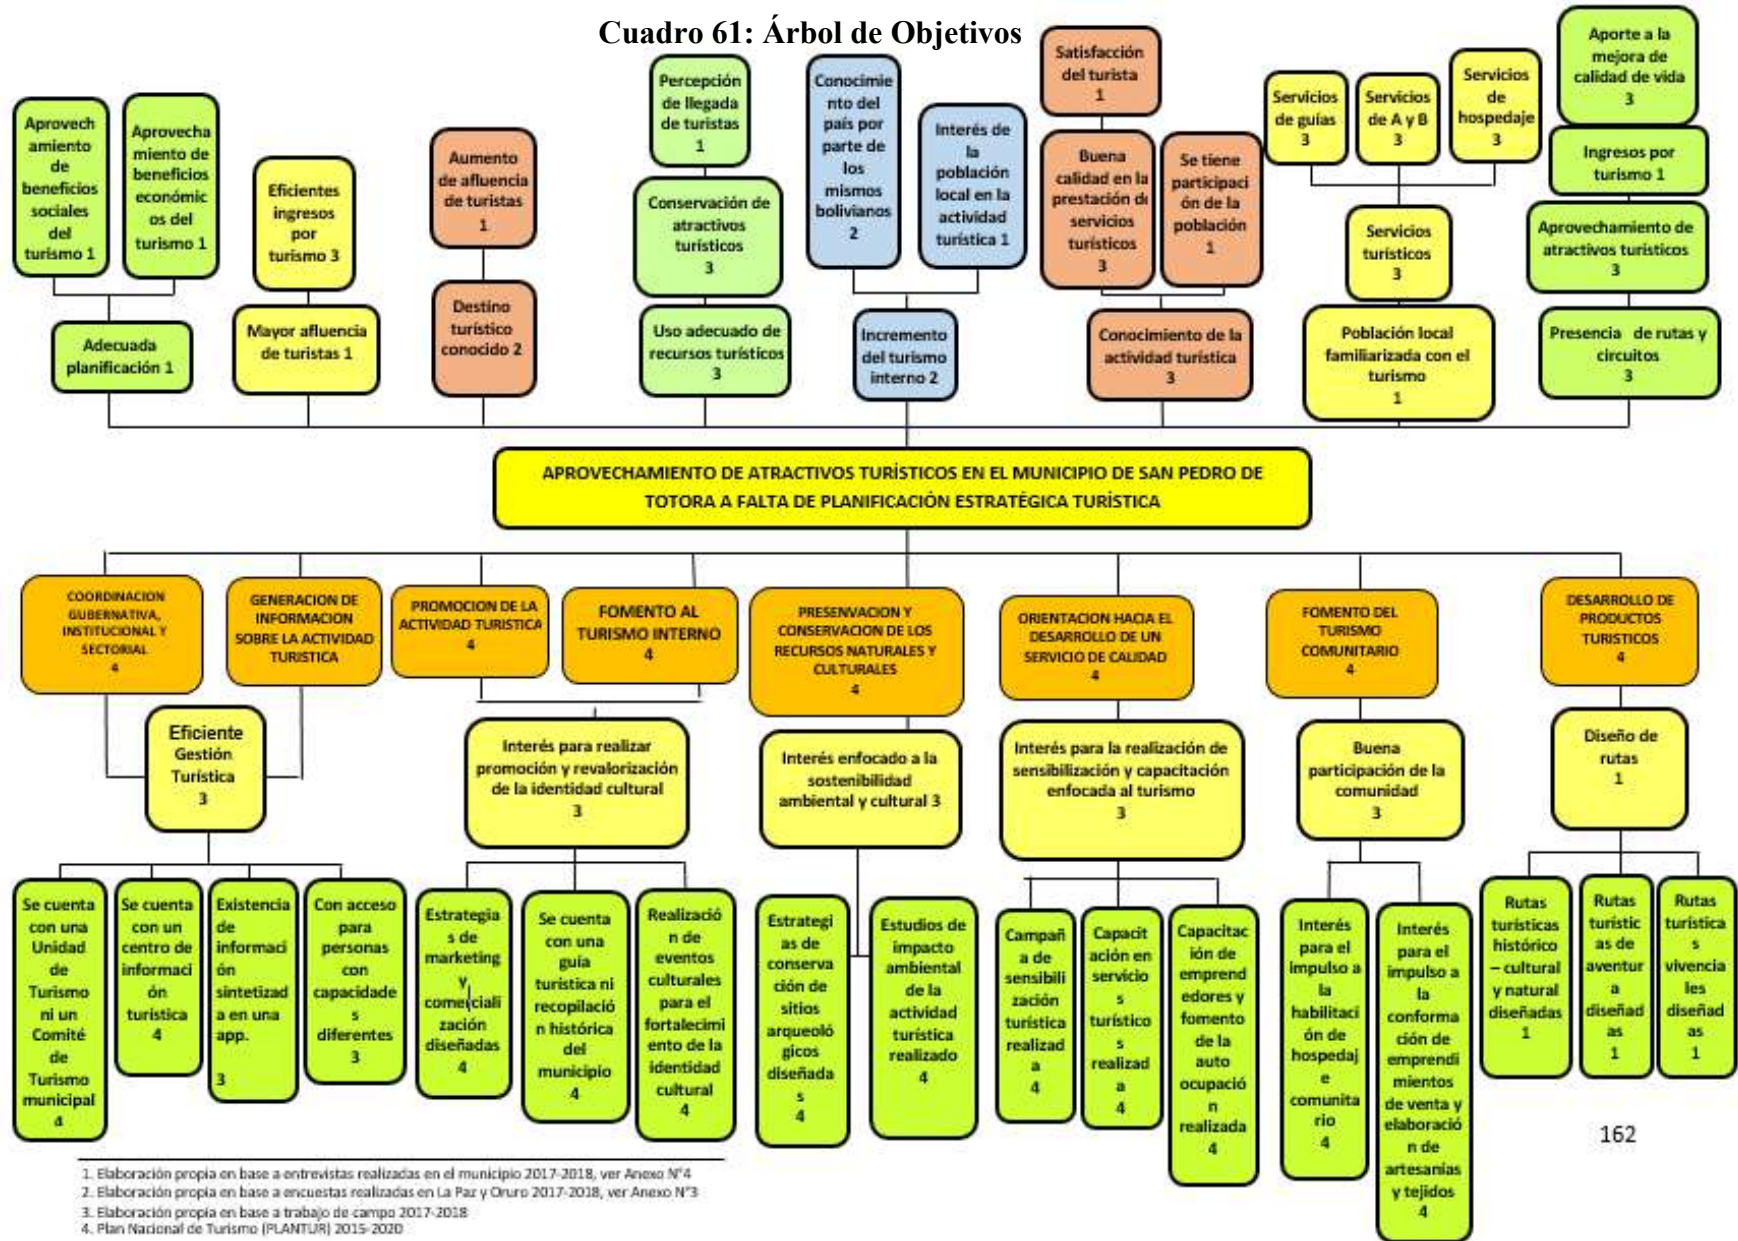 Cuadro 61: Árbol de Objetivos
Aprovech
amiento
de
beneficios
sociales
del
turismo 1
Aprovecha
miento de
beneficios
económic
os del
turismo 1
Adecuada
planificación 1
Eficientes
ingresos
por
turismo 3
Mayor afluencia
de turistas 1
Aumento
de afluencia
de turistas
1
Destino
turístico
conocido 2
Percepción
de llegada
de turistas
1
Conservación de
atractivos
turísticos
3
Uso adecuado de
recursos turísticos
3
Conocimie
nto del
país por
parte de
los
mismos
bolivianos
2
Interés de
la
población
local en la
actividad
turística 1
Incremento
del turismo
interno 2
Satisfacción
del turista
1
Buena
calidad en la
prestación de
servicios
turísticos
3
Se tiene
participaci
ón de la
población
1
Conocimiento de la
actividad turística
3
Servicios
de guías
3
Servicios
de A y B
3
Servicios
de
hospedaje
3
Servicios
turísticos
3
Población local
familiarizada con el
turismo
1
Aporte a la
mejora de
calidad de vida
3
Ingresos por
turismo 1
Aprovechamiento de
atractivos turísticos
3
Presencia de rutas y
circuitos
3
APROVECHAMIENTO DE ATRACTIVOS TURÍSTICOS EN EL MUNICIPIO DE SAN PEDRO DE
TOTORA A FALTA DE PLANIFICACIÓN ESTRATÉGICA TURÍSTICA
COORDINACION
GUBERNATIVA,
INSTITUCIONAL Y
SECTORIAL
4
GENERACION DE
INFORMACION
SOBRE LA ACTIVIDAD
TURISTICA
PROMOCION DE LA
ACTIVIDAD TURISTICA
4
FOMENTO AL
TURISMO INTERNO
4
PRESENVACION Y
CONSERVACION DE LOS
RECURSOS NATURALES Y
CULTURALES
4
ORIENTACION HACIA EL
DESARROLLO DE UN
SERVICIO DE CALIDAD
4
FOMENTO DEL
TURISMO
COMUNITARIO
4
DESARROLLO DE
PRODUCTOS
TURISTICOS
4
Eficiente
Gestión
Turística
3
Interés para realizar
promoción y revalorización
de la identidad cultural
3
Interés enfocado a la
sostenibilidad
ambiental y cultural 3
Interés para la realización de
sensibilización y capacitación
enfocada al turismo
3
Buena
participación de la
comunidad
3
Diseño de
rutas
1
Se cuenta
con una
Unidad
de
Turismo
ni un
Comité
de
Turismo
municipal
4
Se cuenta
con un
centro de
informaci
ón
turística
4
Existencia
de
informaci
ón
sintetizad
a en una
app.
3
Con acceso
para
personas
con
capacidade
s
diferentes
3
Estrategia
s de
marketing
y
comerciali
zación
diseñadas
4
Se cuenta
con una
guía
turística ni
recopilació
n histórica
del
municipio
4
Realizació
n de
eventos
culturales
para el
fortalecimi
ento de la
identidad
cultural
4
Estrategi
as de
conserva
ción de
sitios
arqueoló
gicos
diseñada
s
4
Estudios de
impacto
ambiental
de la
actividad
turística
realizado
4
Campañ
a de
sensibili
zación
turística
realizad
a
4
Capacit
ación en
servicio
s
turístico
s
realizad
a
4
Capacitac
ión de
emprend
edores y
fomento
de la
auto
ocupació
n
realizada
4
Interés
para el
impulso a
la
habilitaci
ón de
hospedaj
e
comunita
rio
4
Interés
para el
impulso a
la
conforma
ción de
emprendi
mientos
de venta y
elaboració
n de
artesanías
y tejidos
4
Rutas
turísticas
histórico
– cultural
y natural
diseñadas
1
Rutas
turístic
as de
aventur
a
diseñad
as
1
Rutas
turística
s
vivencia
les
diseñad
as
1
162
1. Elaboración propia en base a entrevistas realizadas en el municipio 2017-2018, ver Anexo N°4
2. Elaboración propia en base a encuestas realizadas en La Paz y Oruro 2017-2018, ver Anexo N°3
3. Elaboración propia en base a trabajo de campo 2017-2018
4. Plan Nacional de Turismo (PLANTUR) 2015-2020